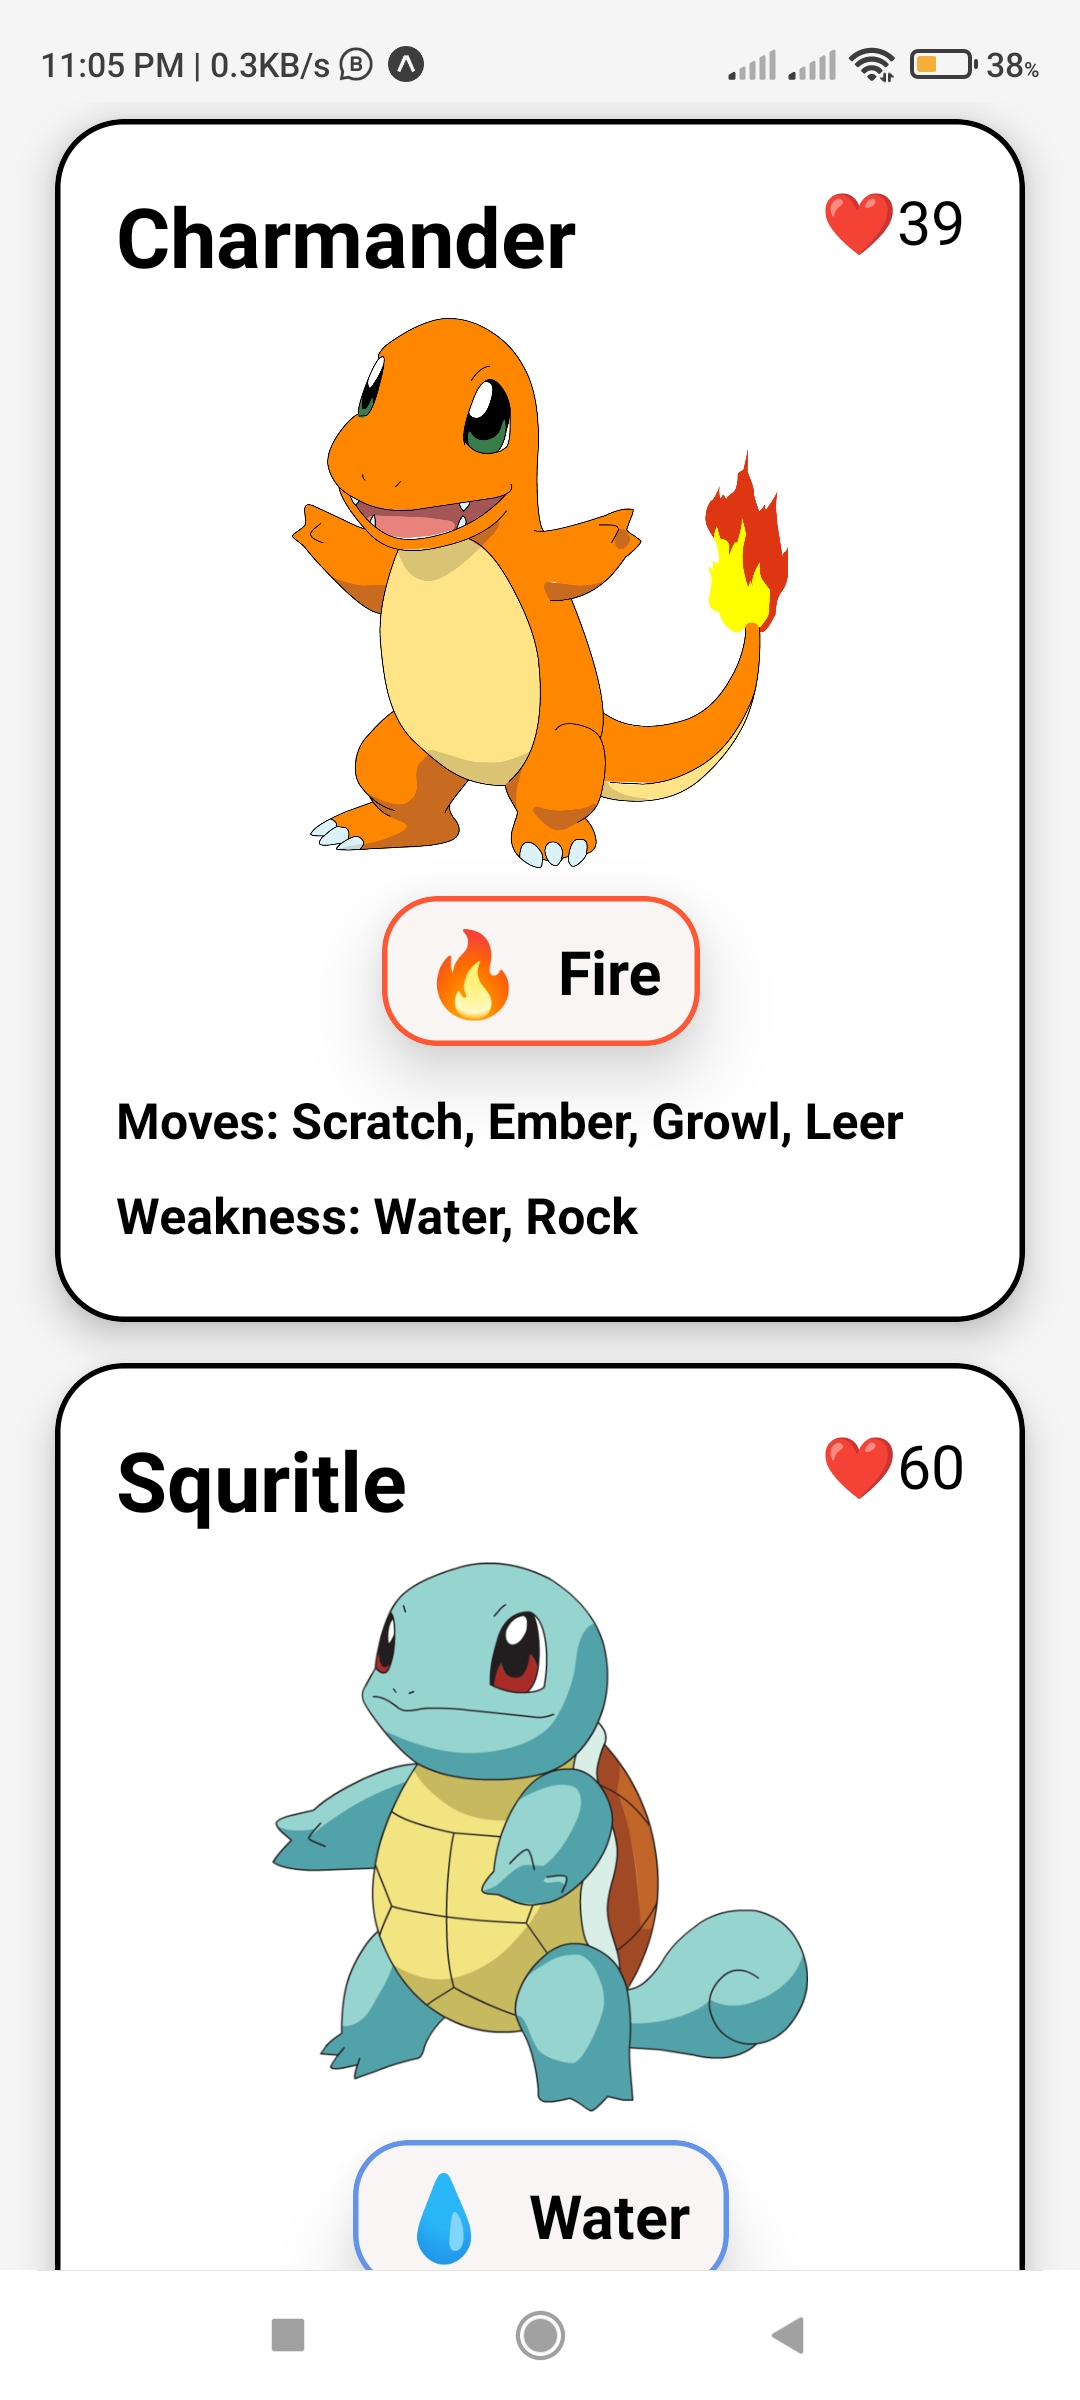 11:05 PM | 0.3KB/s B 38%
Charmander ❤️39
🔥 Fire
Moves: Scratch, Ember, Growl, Leer
Weakness: Water, Rock
Squritle ❤️60
💧 Water